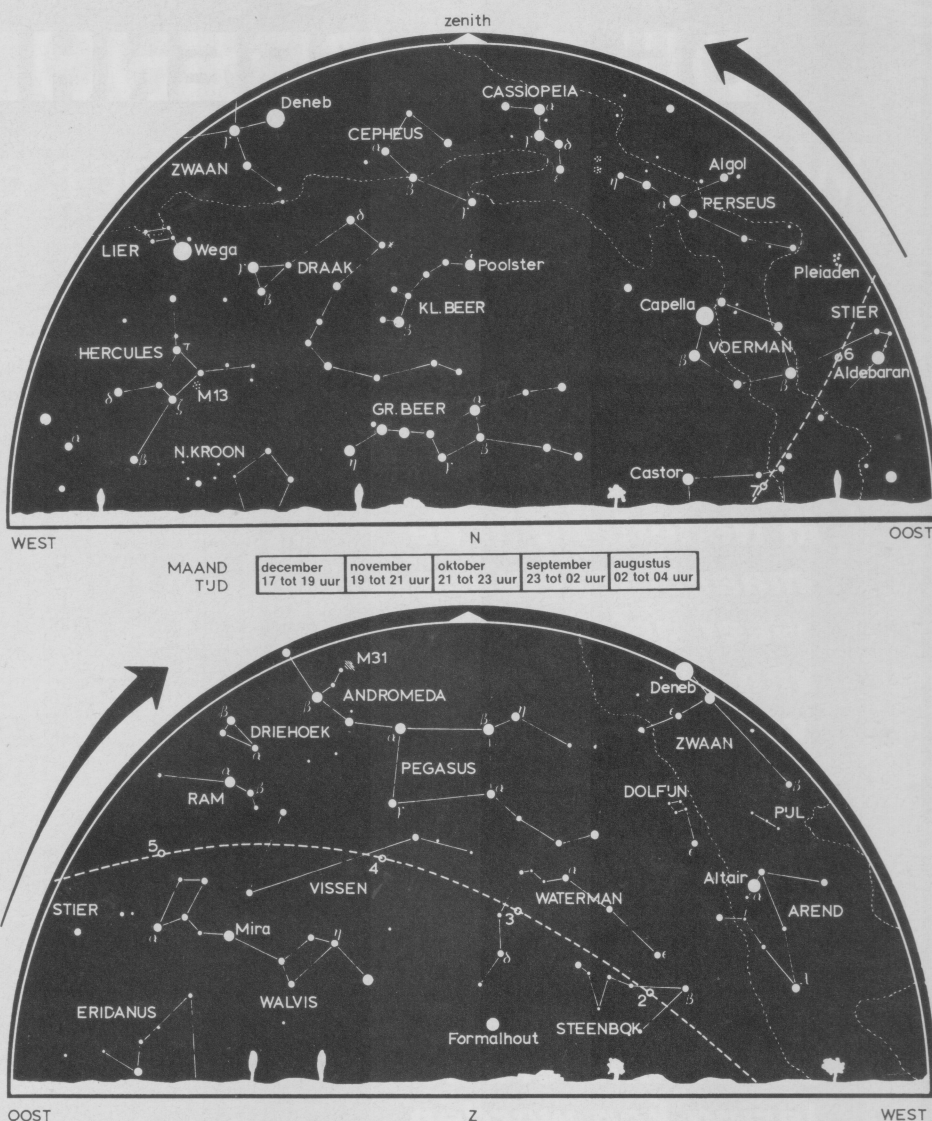 zenith
Deneb
CASSIOPEIA
CEPHEUS
ZWAAN
Algol
PERSEUS
LIER
Wega
DRAAK
Poolster
Pleiaden
KL. BEER
Capella
STIER
HERCULES
VOERMAN
6
Aldebaran
M13
GR. BEER
N.KROON
Castor
7
WEST
N
OOST
MAAND
TIJD
december
17 tot 19 uur
november
19 tot 21 uur
oktober
21 tot 23 uur
september
23 tot 02 uur
augustus
02 tot 04 uur
M31
ANDROMEDA
Deneb
DRIEHOEK
ZWAAN
PEGASUS
RAM
DOLFIJN
PIJL
5
4
VISSEN
Altair
WATERMAN
STIER
3
AREND
Mira
2
WALVIS
ERIDANUS
Formalhout
STEENBOK
OOST
Z
WEST